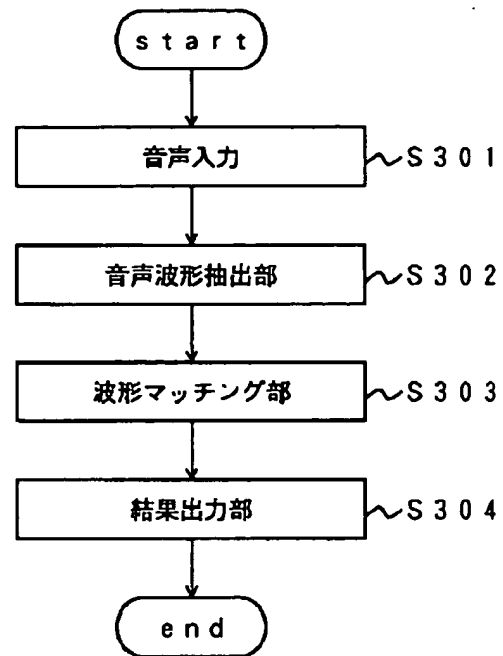 start
音声入力 S301
音声波形抽出部 S302
波形マッチング部 S303
結果出力部 S304
end